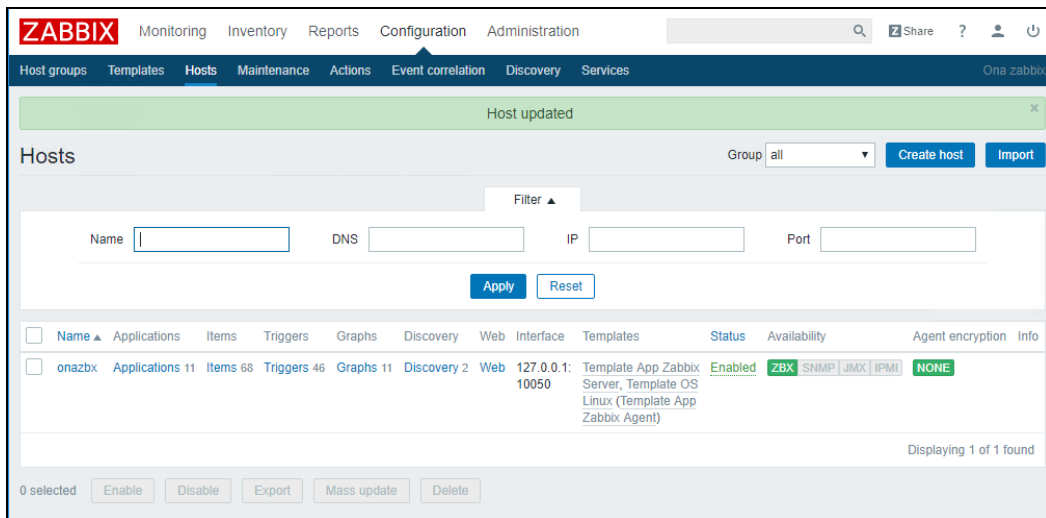 ZABBIX Monitoring Inventory Reports Configuration Administration Z Share ?
Host groups Templates Hosts Maintenance Actions Event correlation Discovery Services Ona zabbix
Host updated ×
Hosts Group all ▼ Create host Import
Filter ▲
Name DNS IP Port
Apply Reset
Name ▲ Applications Items Triggers Graphs Discovery Web Interface Templates Status Availability Agent encryption Info
onazbx Applications 11 Items 68 Triggers 46 Graphs 11 Discovery 2 Web 127.0.0.1: Template App Zabbix Enabled ZBX SNMP JMX IPMI NONE
10050 Server, Template OS
Linux (Template App
Zabbix Agent)
Displaying 1 of 1 found
0 selected Enable Disable Export Mass update Delete